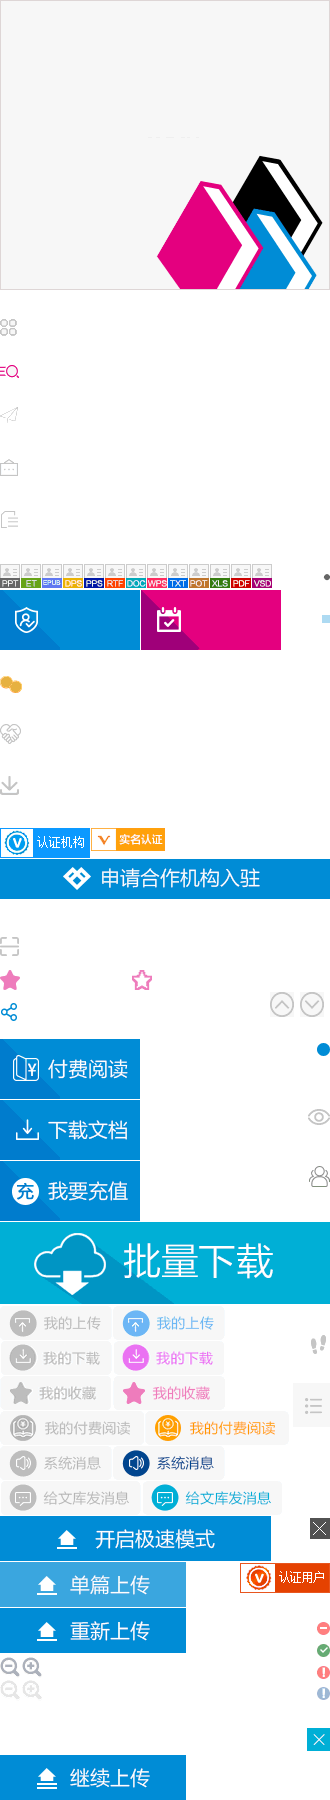 PPT ET EPUB DPS PPS RTF DOC WPS TXT POT XLS PDF VSD
认证机构 实名认证
申请合作机构入驻
付费阅读
下载文档
充 我要充值
批量下载
我的上传 我的上传
我的下载 我的下载
我的收藏 我的收藏
我的付费阅读 我的付费阅读
系统消息 系统消息
给文库发消息 给文库发消息
开启极速模式
单篇上传 认证用户
重新上传
继续上传